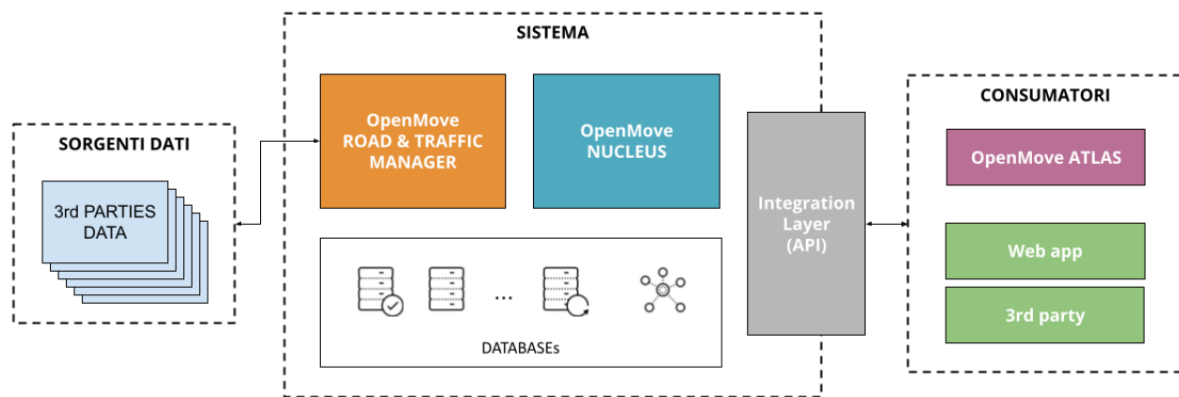 SORGENTI DATI
3rd PARTIES
DATA
SISTEMA
OpenMove
ROAD & TRAFFIC
MANAGER
OpenMove
NUCLEUS
...
DATABASEs
Integration
Layer
(API)
CONSUMATORI
OpenMove ATLAS
Web app
3rd party